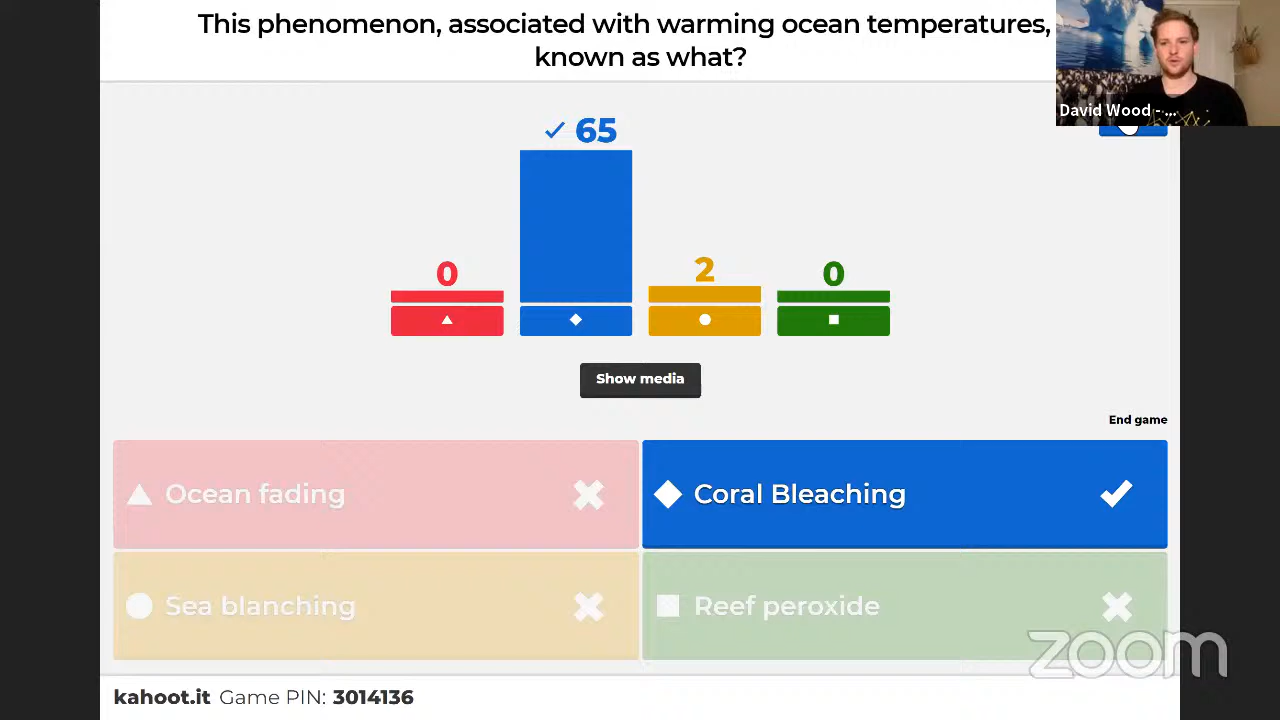 This phenomenon, associated with warming ocean temperatures,
known as what?
David Wood - ...
65
0
2
0
Show media
End game
Ocean fading
Coral Bleaching
Sea blanching
Reef peroxide
zoom
kahoot.it Game PIN: 3014136